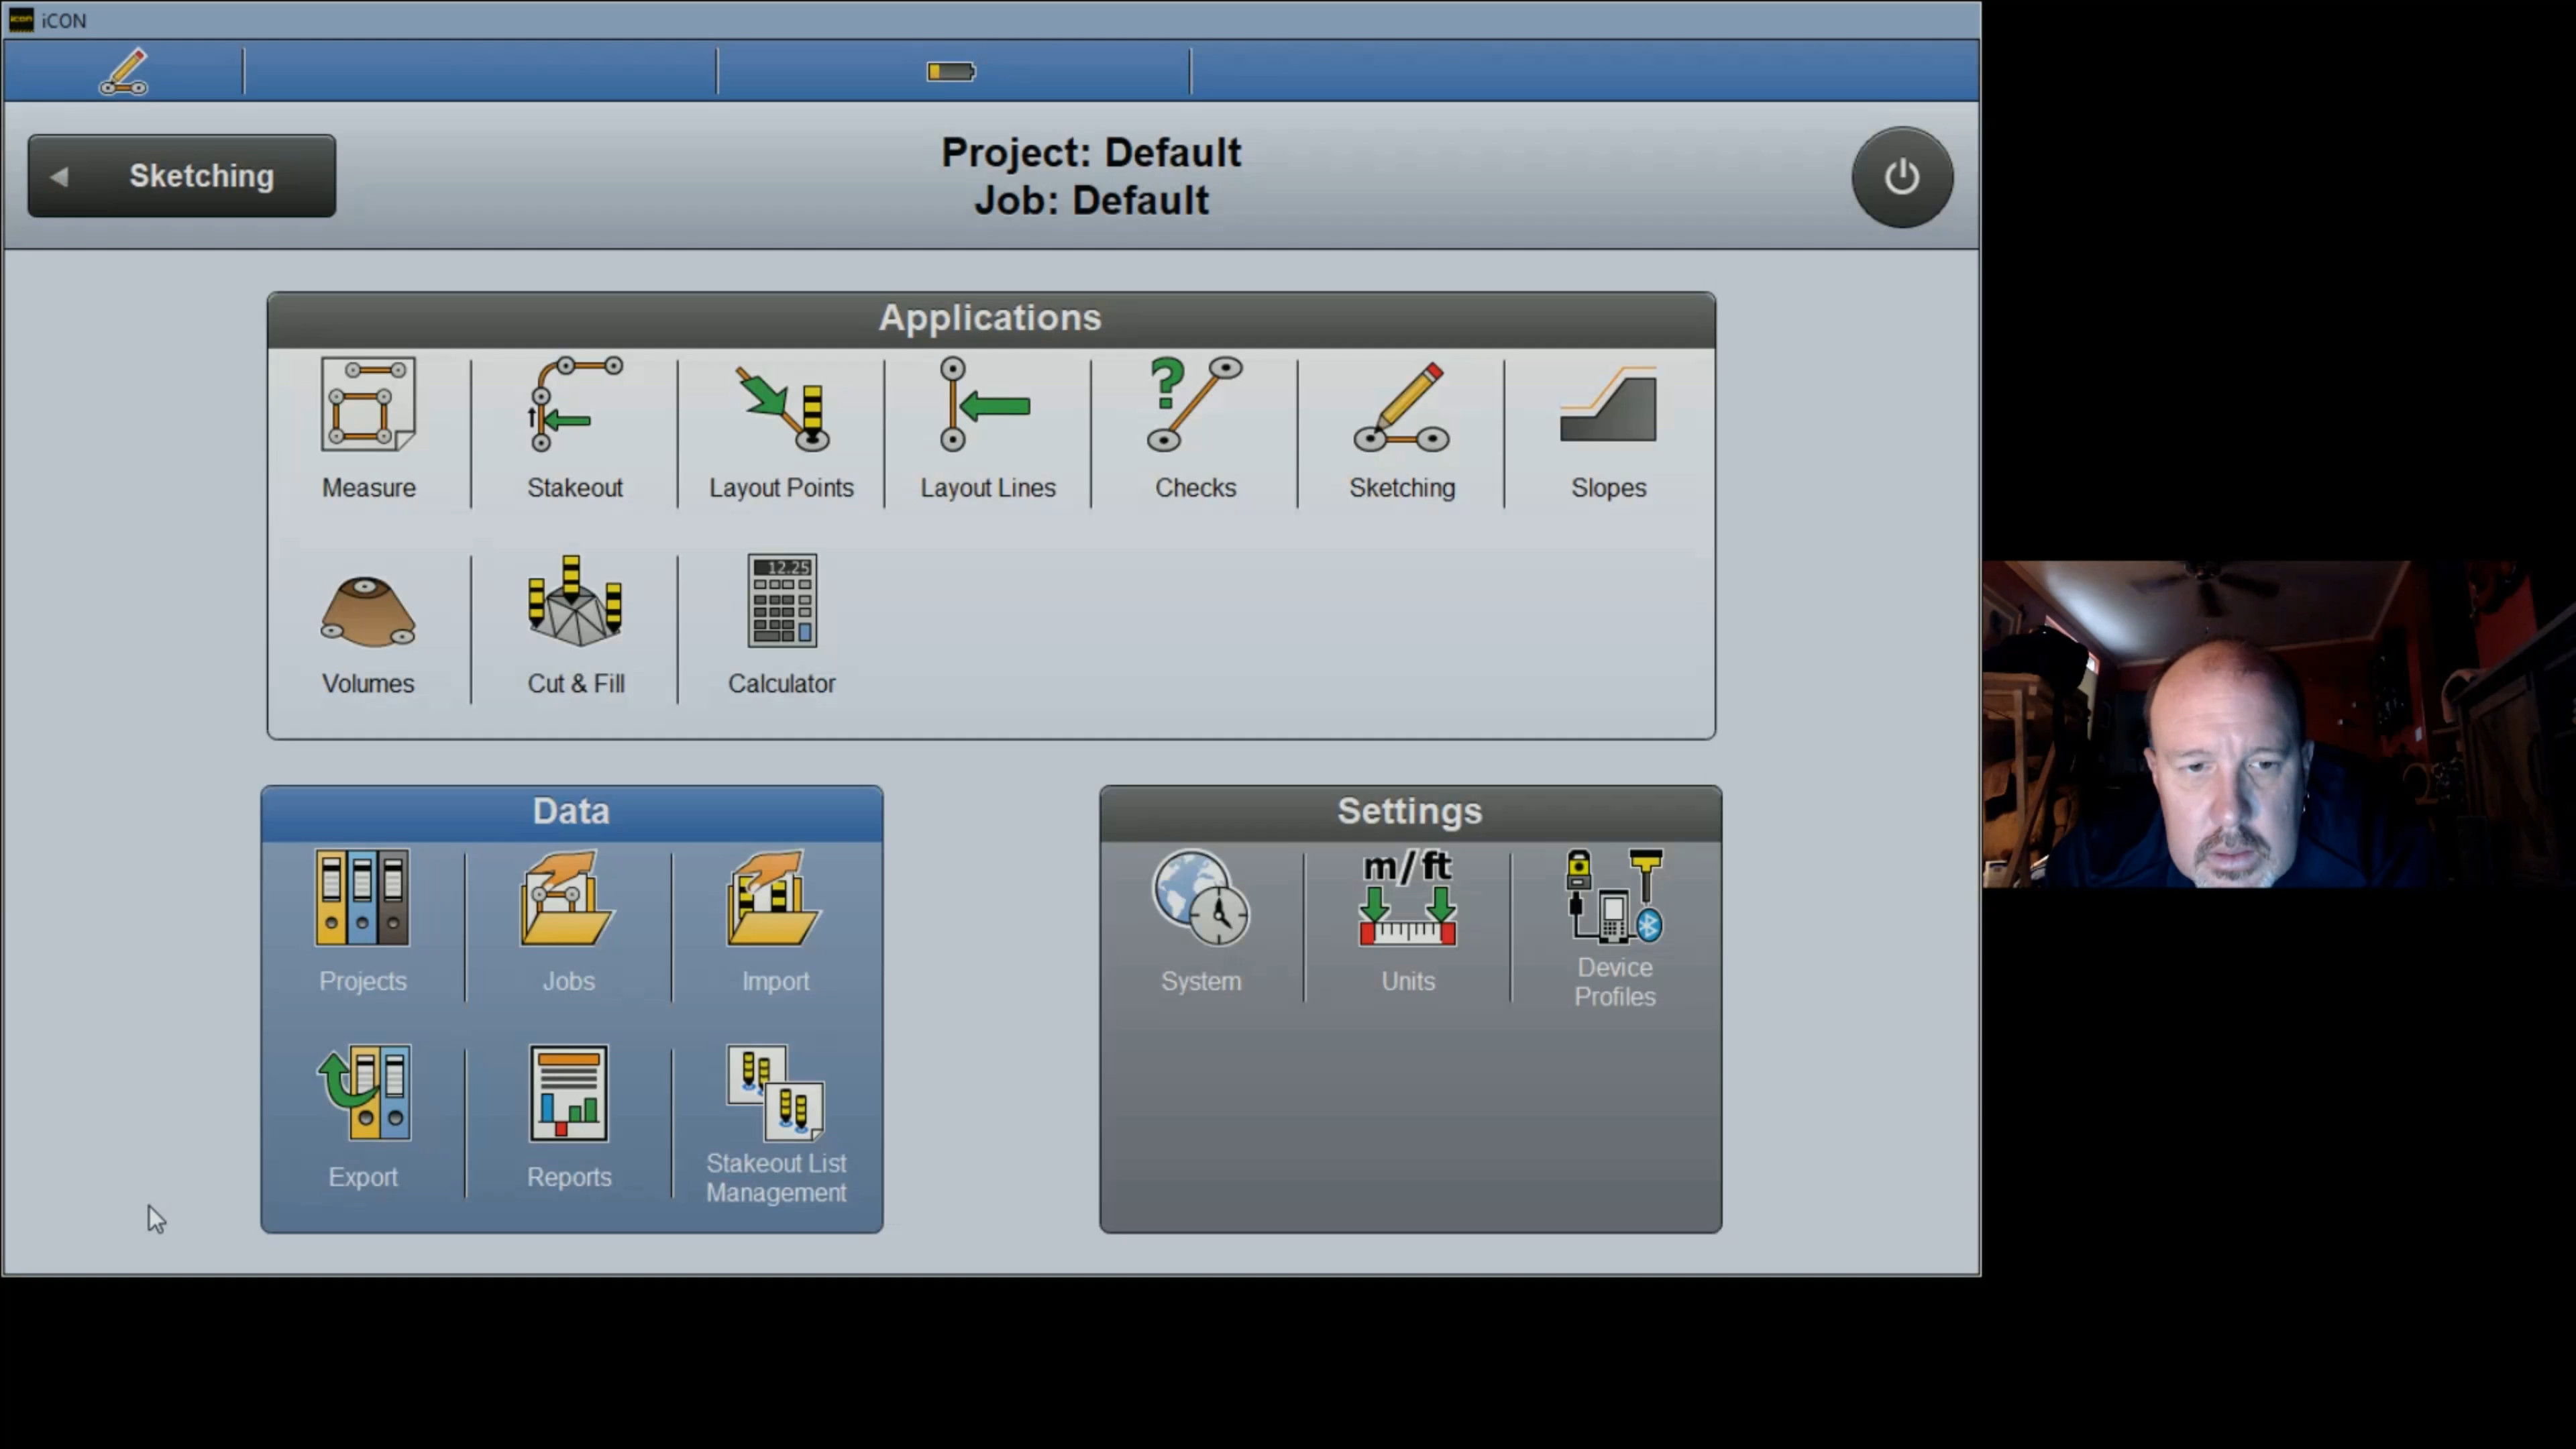 iCON
Sketching
Project: Default
Job: Default
Applications
Measure
Stakeout
Layout Points
Layout Lines
?
Checks
Sketching
Slopes
Volumes
Cut & Fill
12.25
Calculator
Data
Projects
Jobs
Import
Export
Reports
Stakeout List
Management
Settings
System
m/ft
Units
Device
Profiles